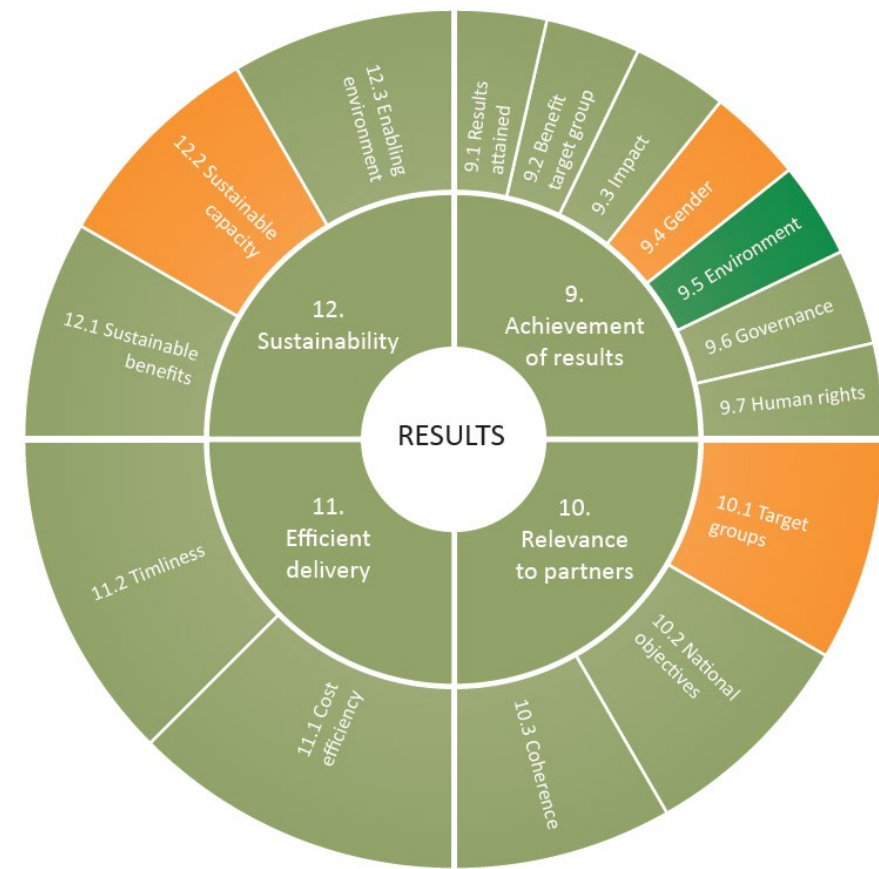 RESULTS
9.
Achievement
of results
9.1 Results
attained
9.2 Benefit
target group
9.3 Impact
9.4 Gender
9.5 Environment
9.6 Governance
9.7 Human rights
10.
Relevance
to partners
10.1 Target
groups
10.2 National
objectives
10.3 Coherence
11.
Efficient
delivery
11.1 Cost
efficiency
11.2 Timliness
12.
Sustainability
12.1 Sustainable
benefits
12.2 Sustainable
capacity
12.3 Enabling
environment